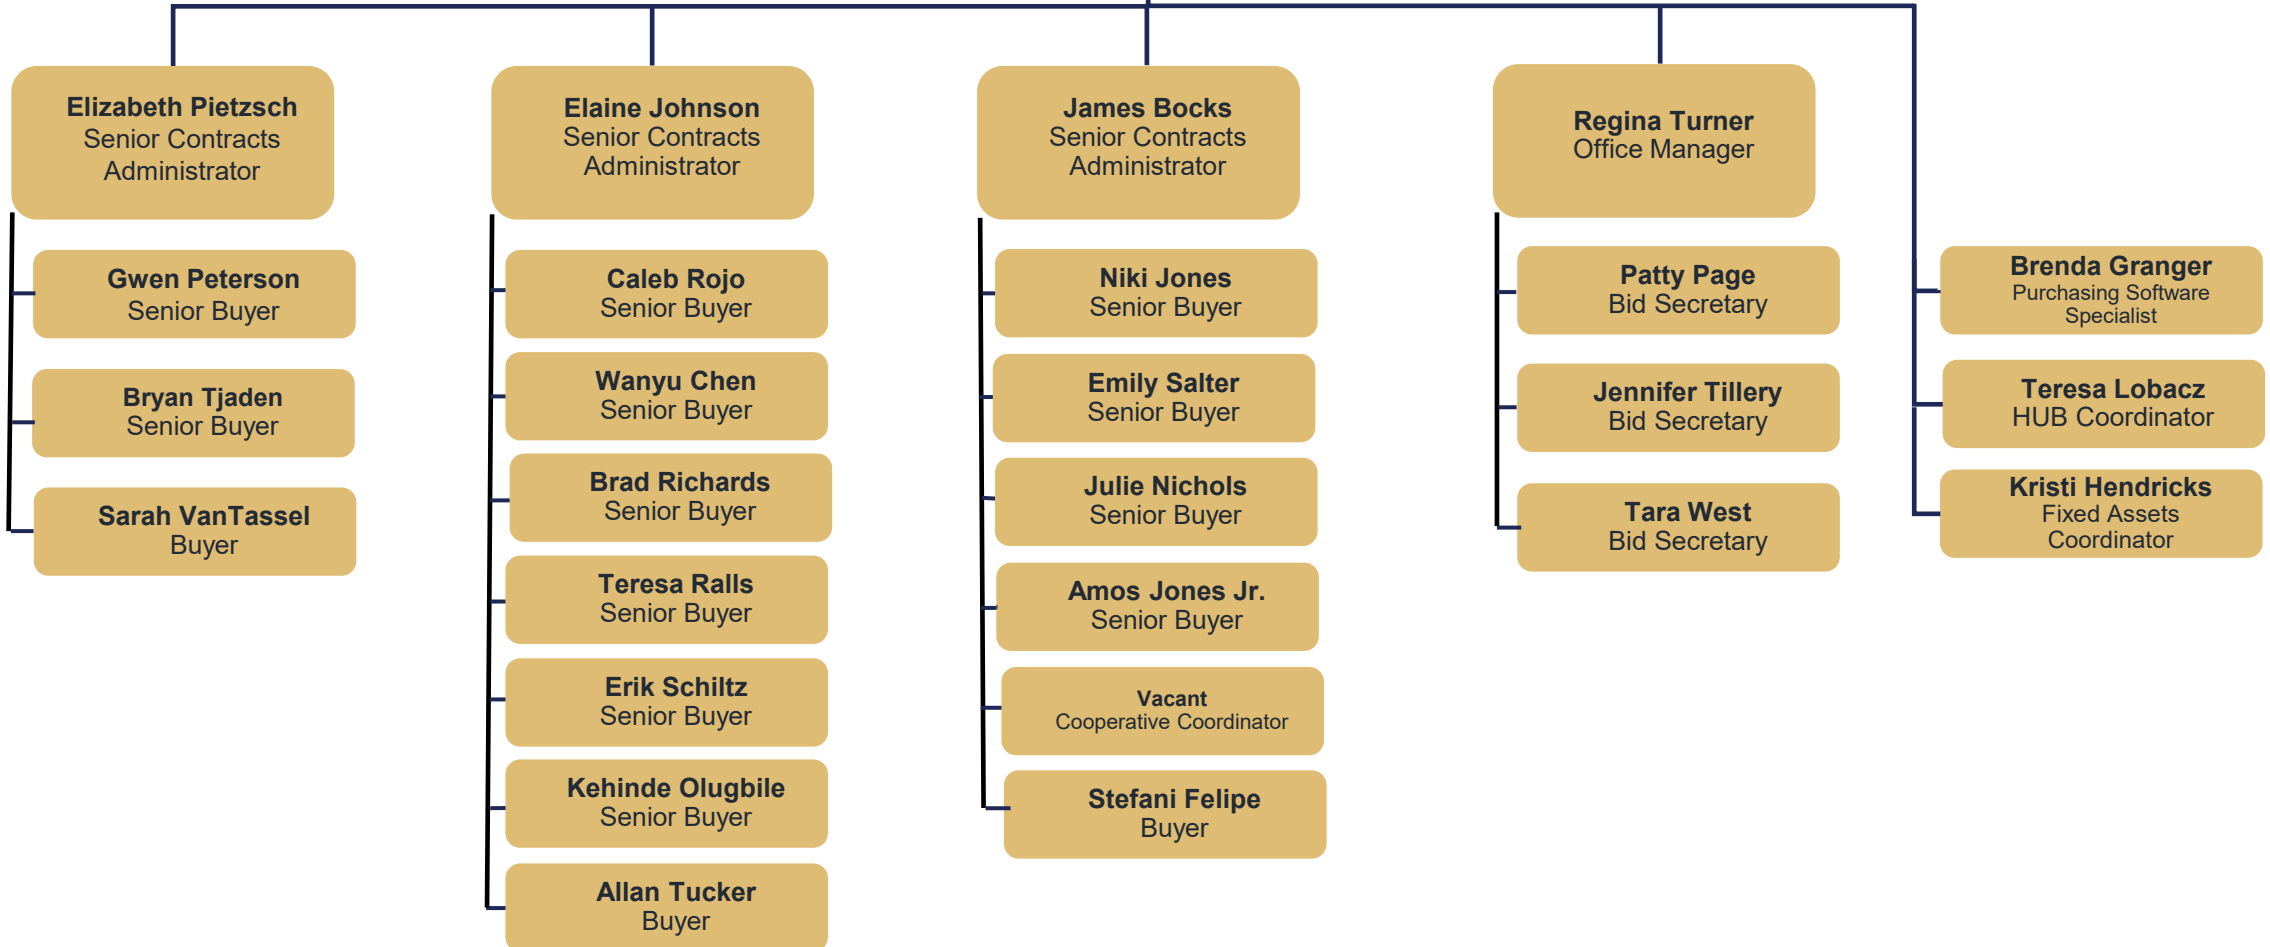 Elizabeth Pietzsch
Senior Contracts
Administrator
Gwen Peterson
Senior Buyer
Bryan Tjaden
Senior Buyer
Sarah VanTassel
Buyer
Elaine Johnson
Senior Contracts
Administrator
Caleb Rojo
Senior Buyer
Wanyu Chen
Senior Buyer
Brad Richards
Senior Buyer
Teresa Ralls
Senior Buyer
Erik Schiltz
Senior Buyer
Kehinde Olugbile
Senior Buyer
Allan Tucker
Buyer
James Bocks
Senior Contracts
Administrator
Niki Jones
Senior Buyer
Emily Salter
Senior Buyer
Julie Nichols
Senior Buyer
Amos Jones Jr.
Senior Buyer
Vacant
Cooperative Coordinator
Stefani Felipe
Buyer
Regina Turner
Office Manager
Patty Page
Bid Secretary
Jennifer Tillery
Bid Secretary
Tara West
Bid Secretary
Brenda Granger
Purchasing Software
Specialist
Teresa Lobacz
HUB Coordinator
Kristi Hendricks
Fixed Assets
Coordinator